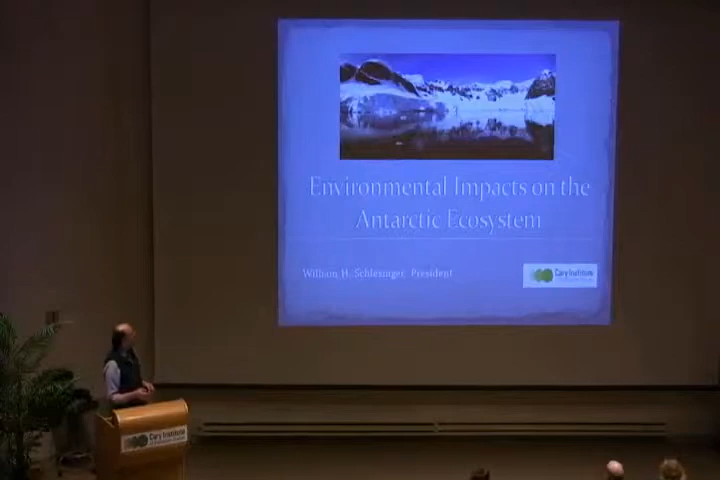 Environmental Impacts on the
Antarctic Ecosystem
William H. Schlesinger, President
Cary Institute
Cary Institute